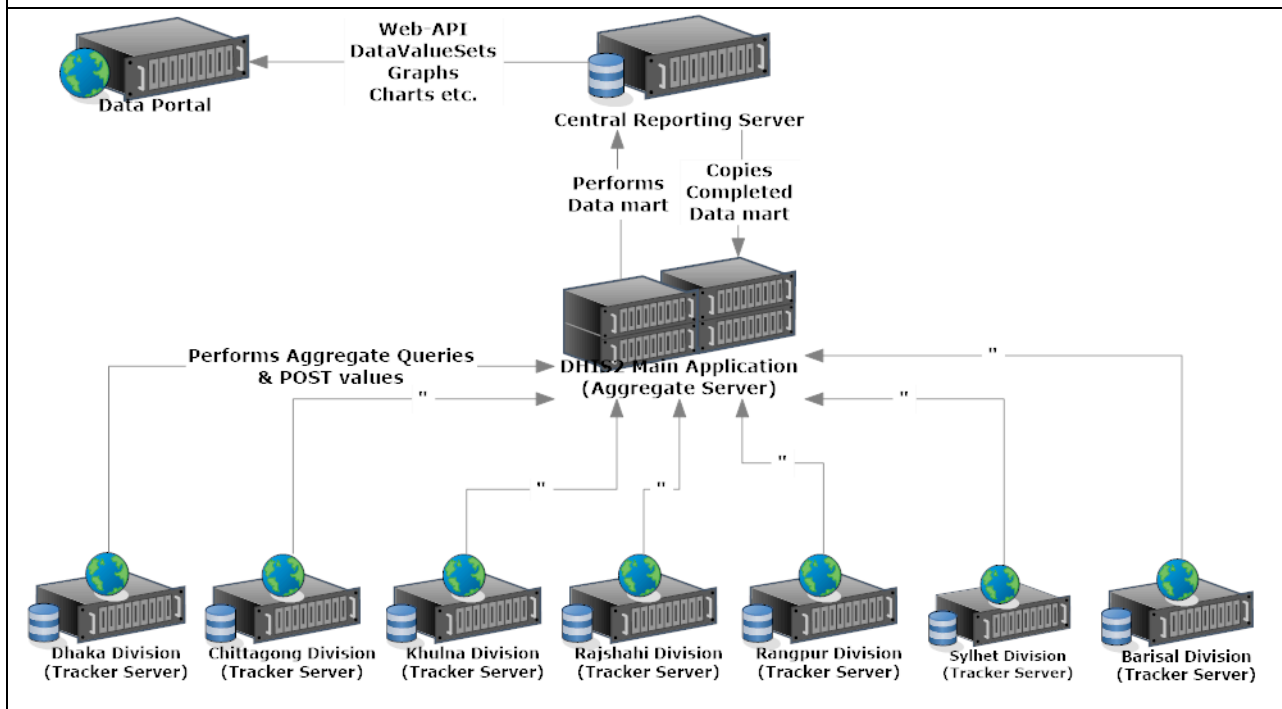 Web-API
DataValueSets
Graphs
Charts etc.
Data Portal
Central Reporting Server
Performs
Data mart
Copies
Completed
Data mart
Performs Aggregate Queries
& POST values
DHIS2 Main Application
(Aggregate Server)
"
"
"
"
"
"
Dhaka Division
(Tracker Server)
Chittagong Division
(Tracker Server)
Khulna Division
(Tracker Server)
Rajshahi Division
(Tracker Server)
Rangpur Division
(Tracker Server)
Sylhet Division
(Tracker Server)
Barisal Division
(Tracker Server)